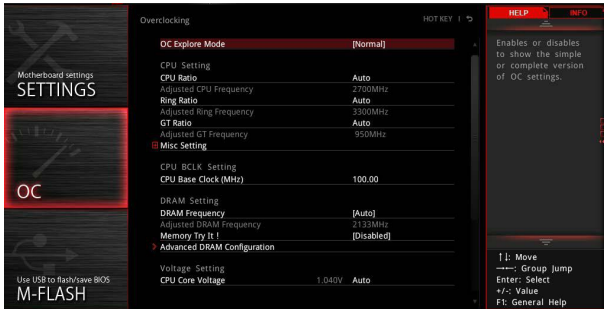 Overclocking
HOT KEY |
HELP
INFO
OC Explore Mode [Normal]
CPU Setting
CPU Ratio Auto
Adjusted CPU Frequency 2700MHz
Ring Ratio Auto
Adjusted Ring Frequency 3300MHz
GT Ratio Auto
Adjusted GT Frequency 950MHz
Misc Setting
CPU BCLK Setting
CPU Base Clock (MHz) 100.00
DRAM Setting
DRAM Frequency [Auto]
Adjusted DRAM Frequency 2133MHz
Memory Try It ! [Disabled]
Advanced DRAM Configuration
Voltage Setting
CPU Core Voltage 1.040V Auto
Motherboard settings
SETTINGS
OC
Use USB to flash/save BIOS
M-FLASH
Enables or disables
to show the simple
or complete version
of OC settings.
↑↓: Move
→←: Group Jump
Enter: Select
+/-: Value
F1: General Help